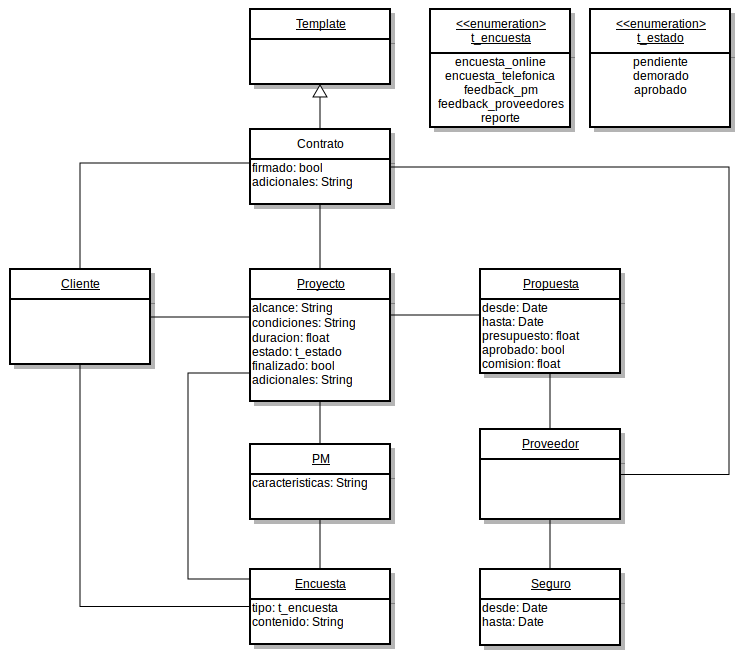 Template
<<enumeration>
t_encuesta
encuesta_online
encuesta_telefonica
feedback_pm
feedback_proveedores
reporte
<<enumeration>
t_estado
pendiente
demorado
aprobado
Contrato
firmado: bool
adicionales: String
Cliente
Proyecto
alcance: String
condiciones: String
duracion: float
estado: t_estado
finalizado: bool
adicionales: String
Propuesta
desde: Date
hasta: Date
presupuesto: float
aprobado: bool
comision: float
PM
caracteristicas: String
Proveedor
Encuesta
tipo: t_encuesta
contenido: String
Seguro
desde: Date
hasta: Date